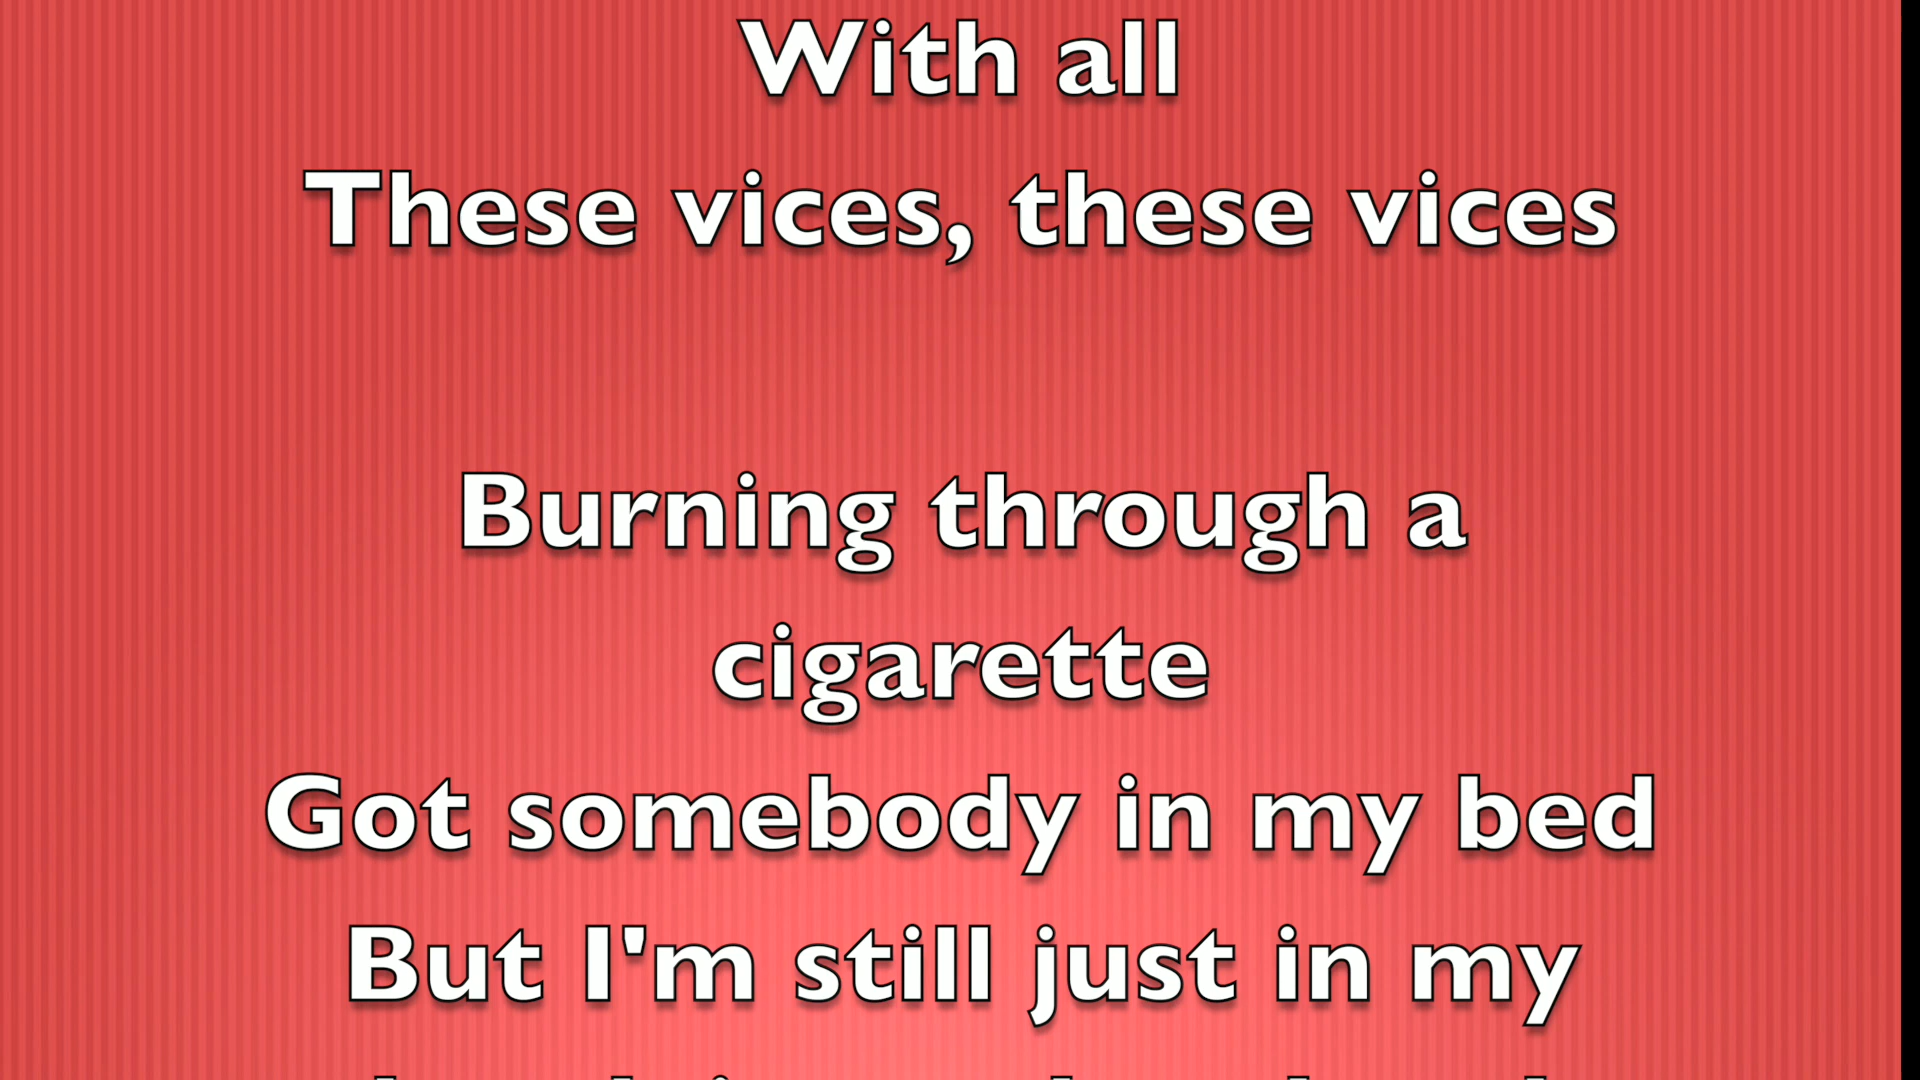 With all
These vices, these vices
Burning through a
cigarette
Got somebody in my bed
But I'm still just in my